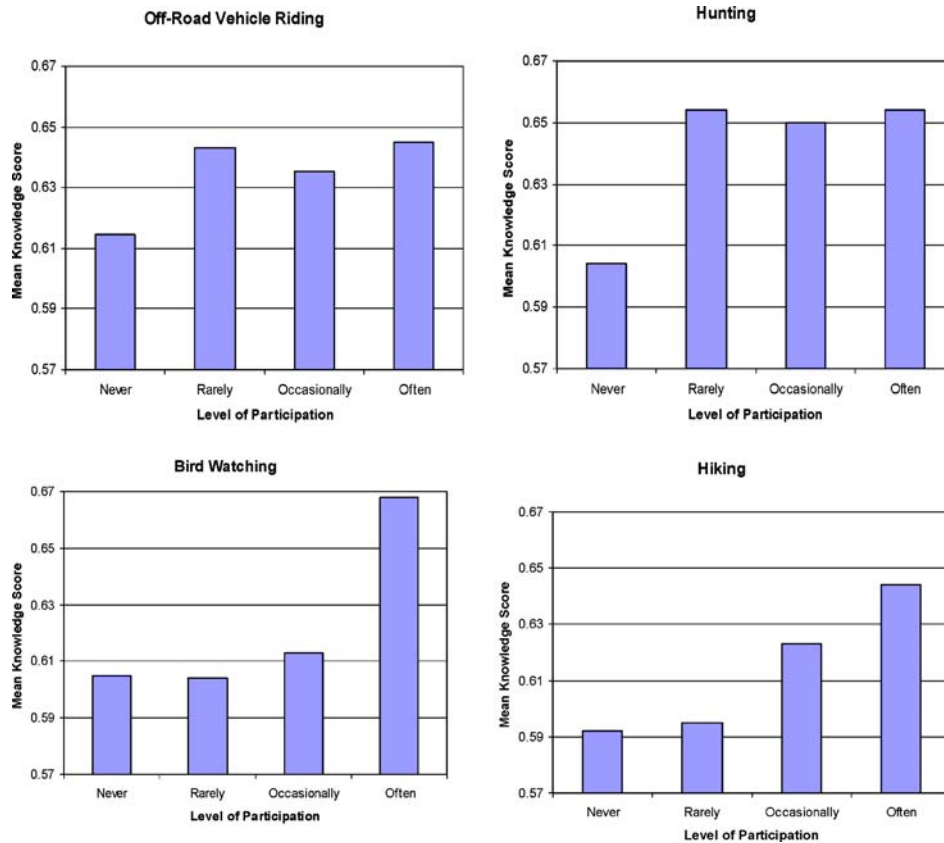 Off-Road Vehicle Riding
Mean Knowledge Score
0.67
0.65
0.63
0.61
0.59
0.57
Never Rarely Occasionally Often
Level of Participation
Hunting
Mean Knowledge Score
0.67
0.65
0.63
0.61
0.59
0.57
Never Rarely Occasionally Often
Level of Participation
Bird Watching
Mean Knowledge Score
0.67
0.65
0.63
0.61
0.59
0.57
Never Rarely Occasionally Often
Level of Participation
Hiking
Mean Knowledge Score
0.67
0.65
0.63
0.61
0.59
0.57
Never Rarely Occasionally Often
Level of Participation